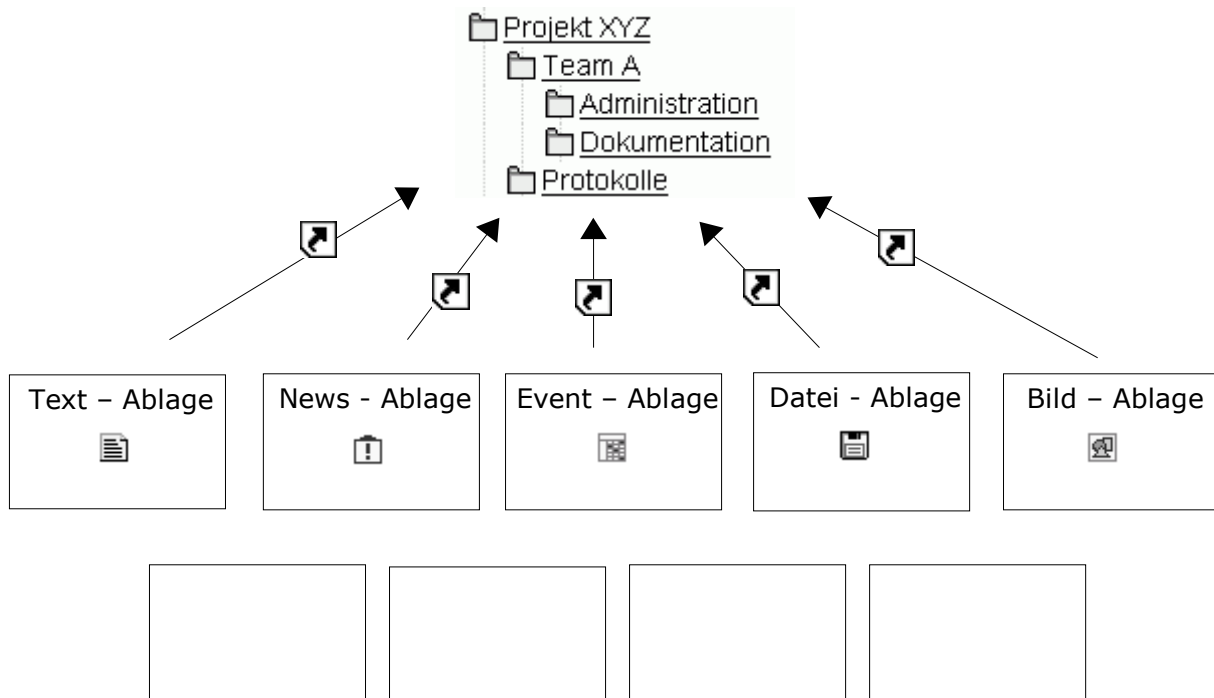 Projekt XYZ
Team A
Administration
Dokumentation
Protokolle
Text – Ablage
News - Ablage
Event – Ablage
Datei - Ablage
Bild – Ablage